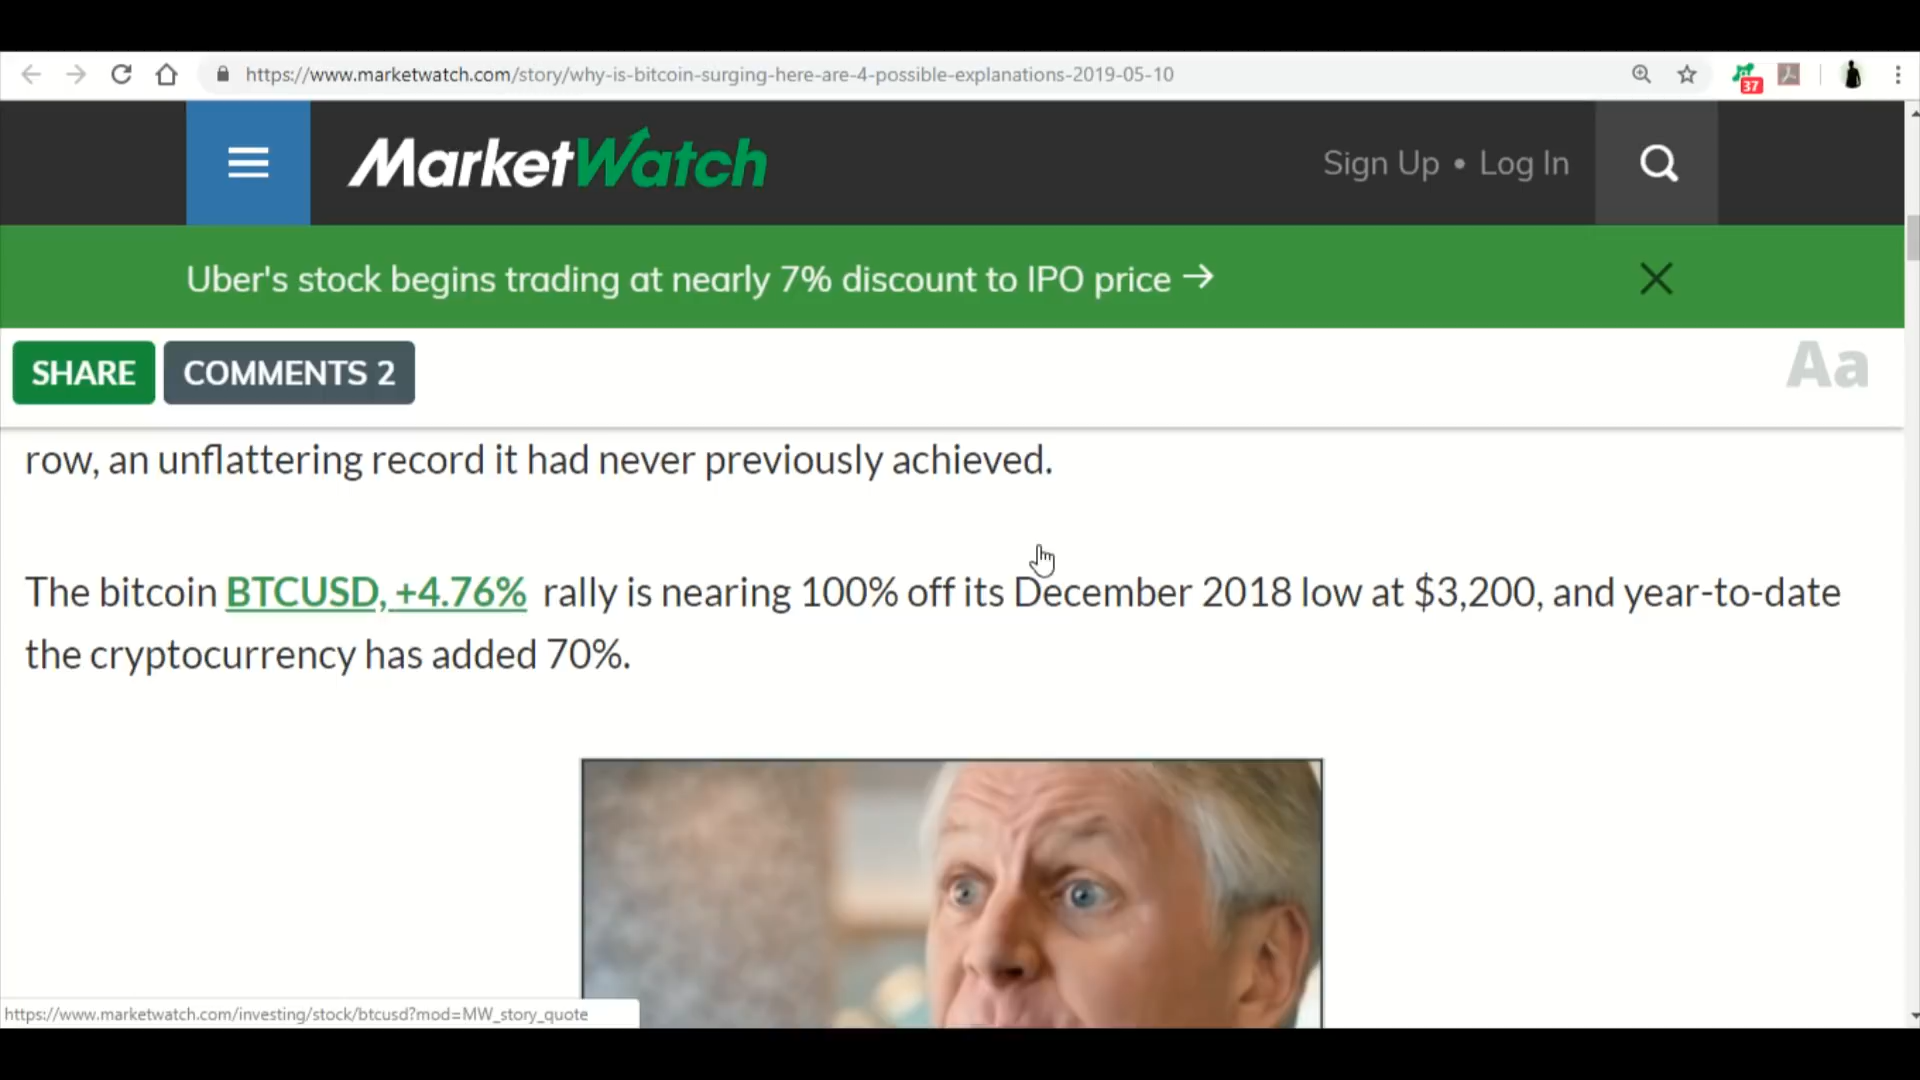 https://www.marketwatch.com/story/why-is-bitcoin-surging-here-are-4-possible-explanations-2019-05-10
37
MarketWatch
Sign Up • Log In
Uber's stock begins trading at nearly 7% discount to IPO price →
SHARE COMMENTS 2
Aa
row, an unflattering record it had never previously achieved.
The bitcoin BTCUSD, +4.76% rally is nearing 100% off its December 2018 low at $3,200, and year-to-date
the cryptocurrency has added 70%.
https://www.marketwatch.com/investing/stock/btcusd?mod=MW_story_quote